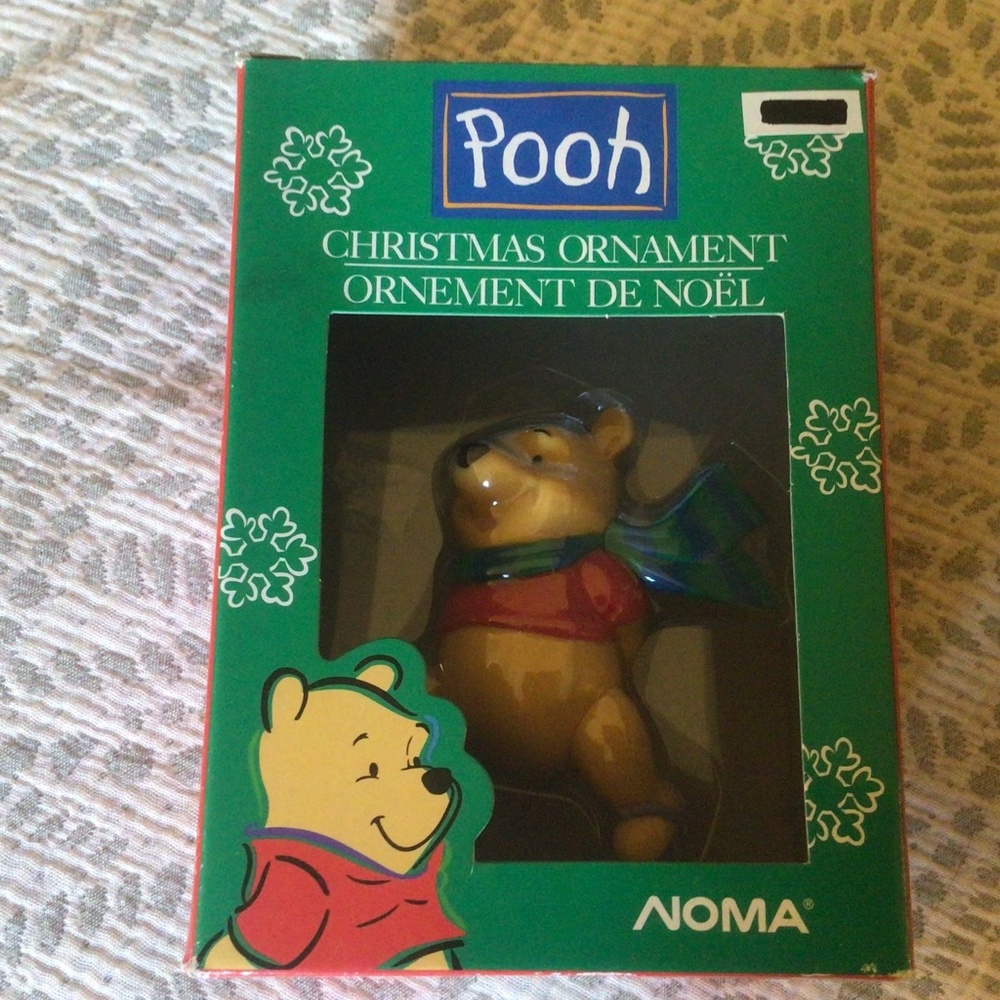 Pooh
CHRISTMAS ORNAMENT
ORNEMENT DE NOËL
NOMA®